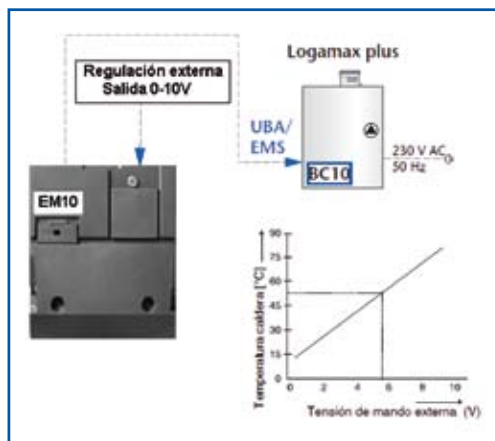 Logamax plus
Regulación externa
Salida 0-10V
UBA/
EMS
230 V AC
50 Hz
BC10
EM10
Temperatura caldera [°C]
90
75
60
45
30
15
0
0 2 4 6 8 10
Tensión de mando externa (V)